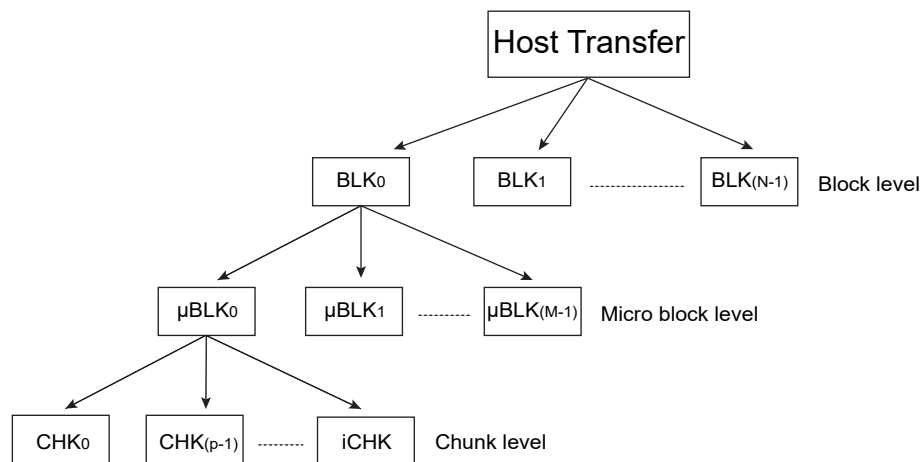 Host Transfer
BLK0 BLK1 BLK(N-1) Block level
µBLK0 µBLK1 µBLK(M-1) Micro block level
CHK0 CHK(p-1) iCHK Chunk level